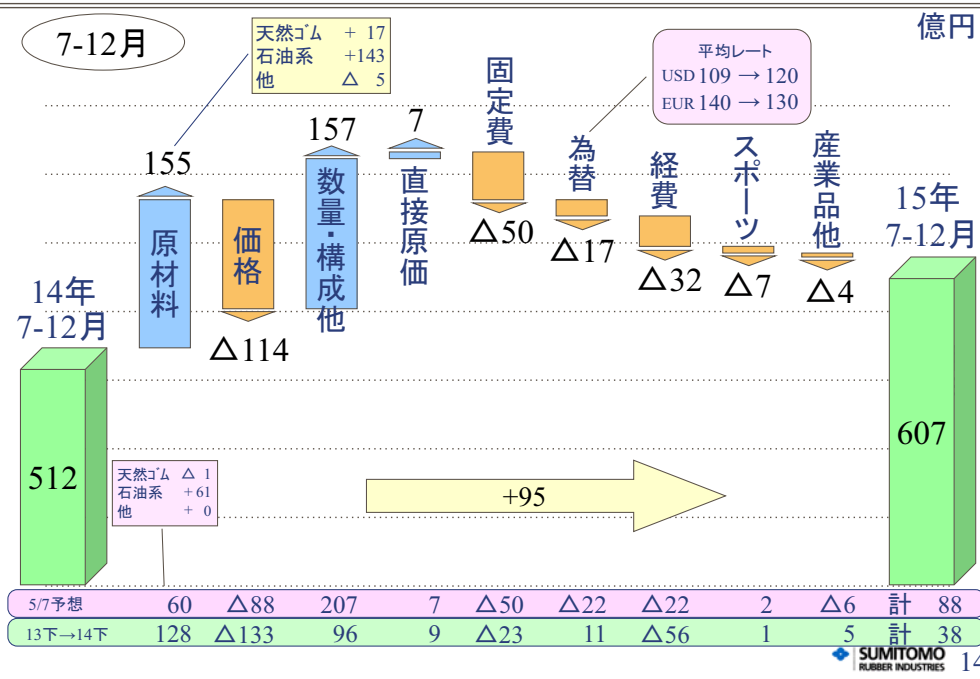 7-12月
億円
天然ゴム + 17
石油系 +143
他 △ 5
平均レート
USD 109 → 120
EUR 140 → 130
155
原材料
価格
△114
157
数量・構成他
7
直接原価
固定費
△50
為替
△17
経費
△32
スポーツ
△7
産業品他
△4
14年
7-12月
512
15年
7-12月
607
天然ゴム △ 1
石油系 +61
他 + 0
+95
5/7予想 60 △88 207 7 △50 △22 △22 2 △6 計 88
13下→14下 128 △133 96 9 △23 11 △56 1 5 計 38
SUMITOMO
RUBBER INDUSTRIES
14